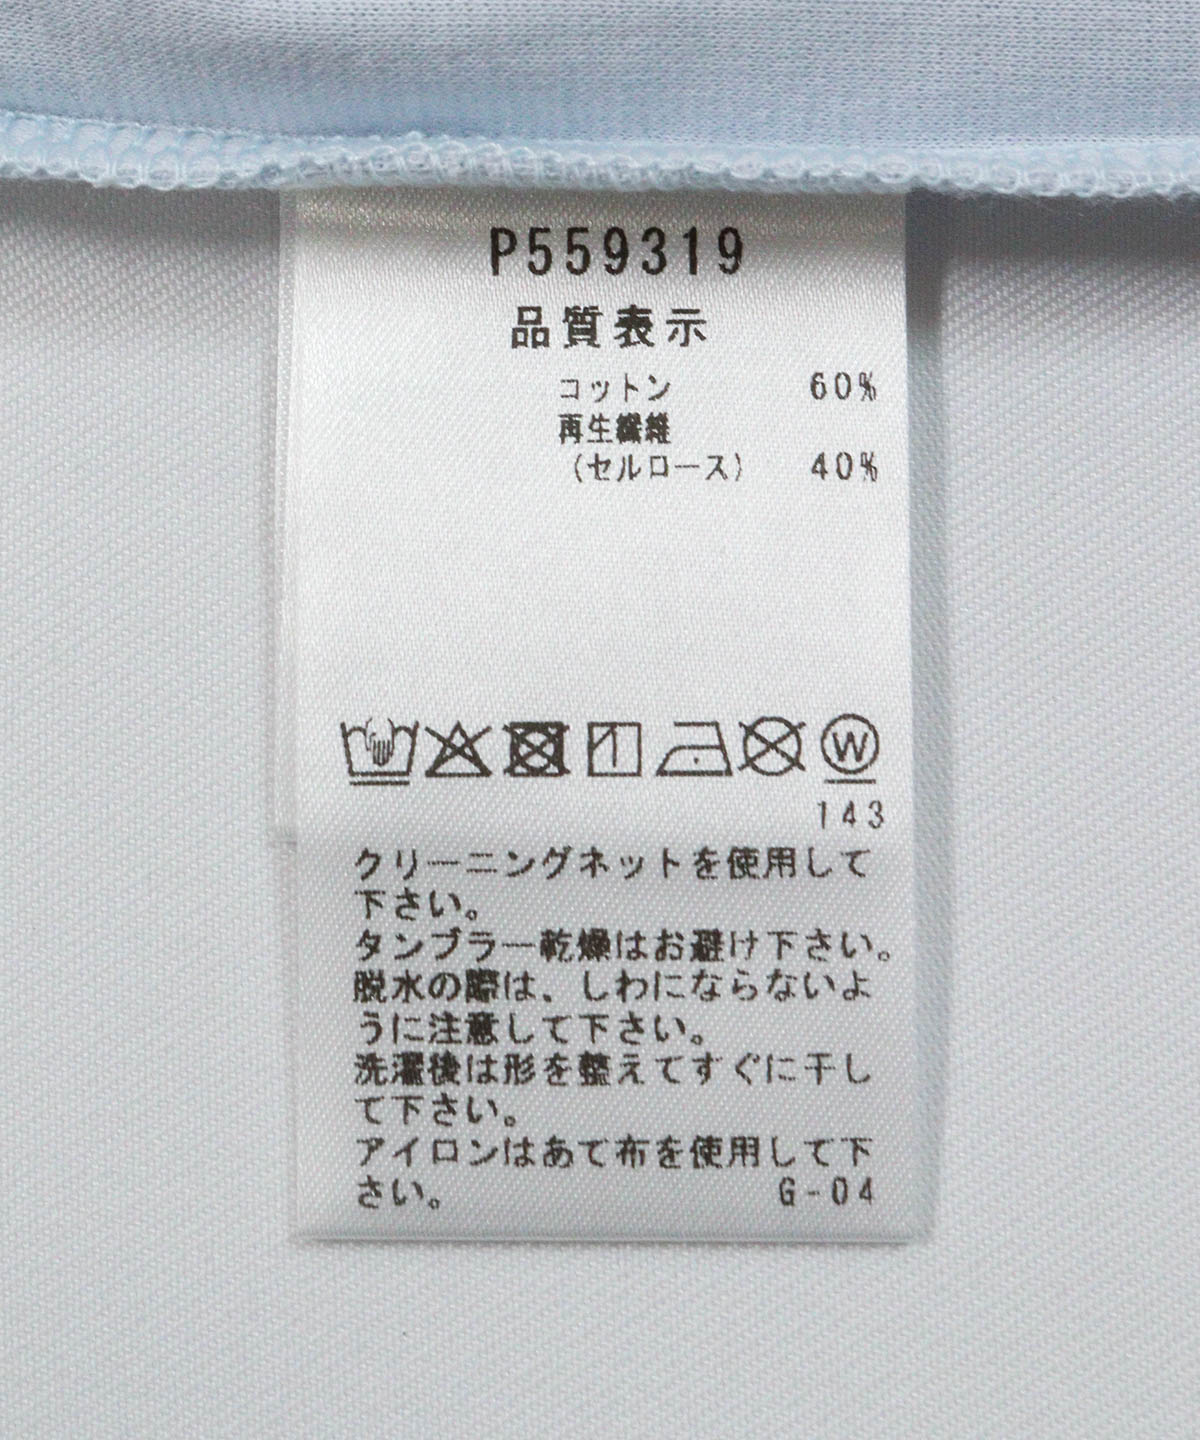 P559319
品質表示
コットン 60%
再生繊維
(セルロース) 40%
W
143
クリーニングネットを使用して
下さい。
タンブラー乾燥はお避け下さい。
脱水の際は、しわにならないよ
うに注意して下さい。
洗濯後は形を整えてすぐに干し
て下さい。
アイロンはあて布を使用して下
さい。 G-04